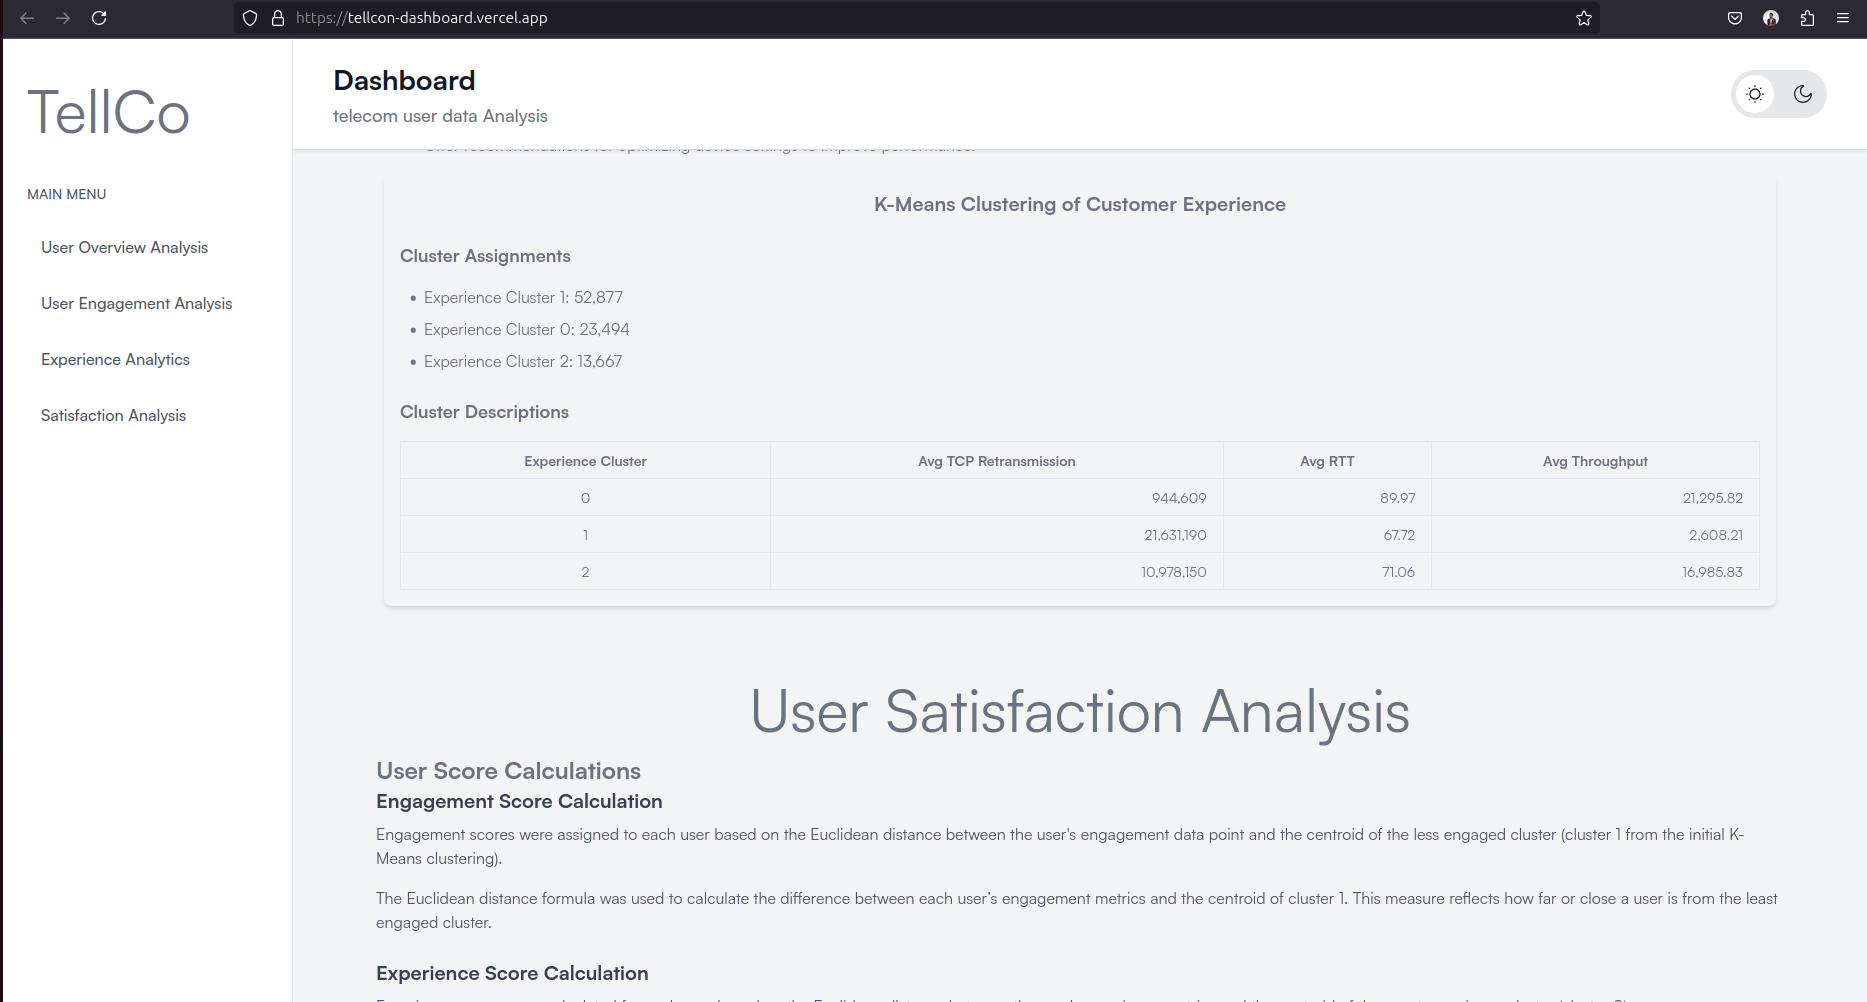 https://tellcon-dashboard.vercel.app
TellCo
MAIN MENU
User Overview Analysis
User Engagement Analysis
Experience Analytics
Satisfaction Analysis
Dashboard
telecom user data Analysis
recommendations for optimizing device settings to improve performance.
K-Means Clustering of Customer Experience
Cluster Assignments
• Experience Cluster 1: 52,877
• Experience Cluster 0: 23,494
• Experience Cluster 2: 13,667
Cluster Descriptions
Experience Cluster Avg TCP Retransmission Avg RTT Avg Throughput
0 944,609 89.97 21,295.82
1 21,631,190 67.72 2,608.21
2 10,978,150 71.06 16,985.83
User Satisfaction Analysis
User Score Calculations
Engagement Score Calculation
Engagement scores were assigned to each user based on the Euclidean distance between the user's engagement data point and the centroid of the less engaged cluster (cluster 1 from the initial K-
Means clustering).
The Euclidean distance formula was used to calculate the difference between each user’s engagement metrics and the centroid of cluster 1. This measure reflects how far or close a user is from the least
engaged cluster.
Experience Score Calculation